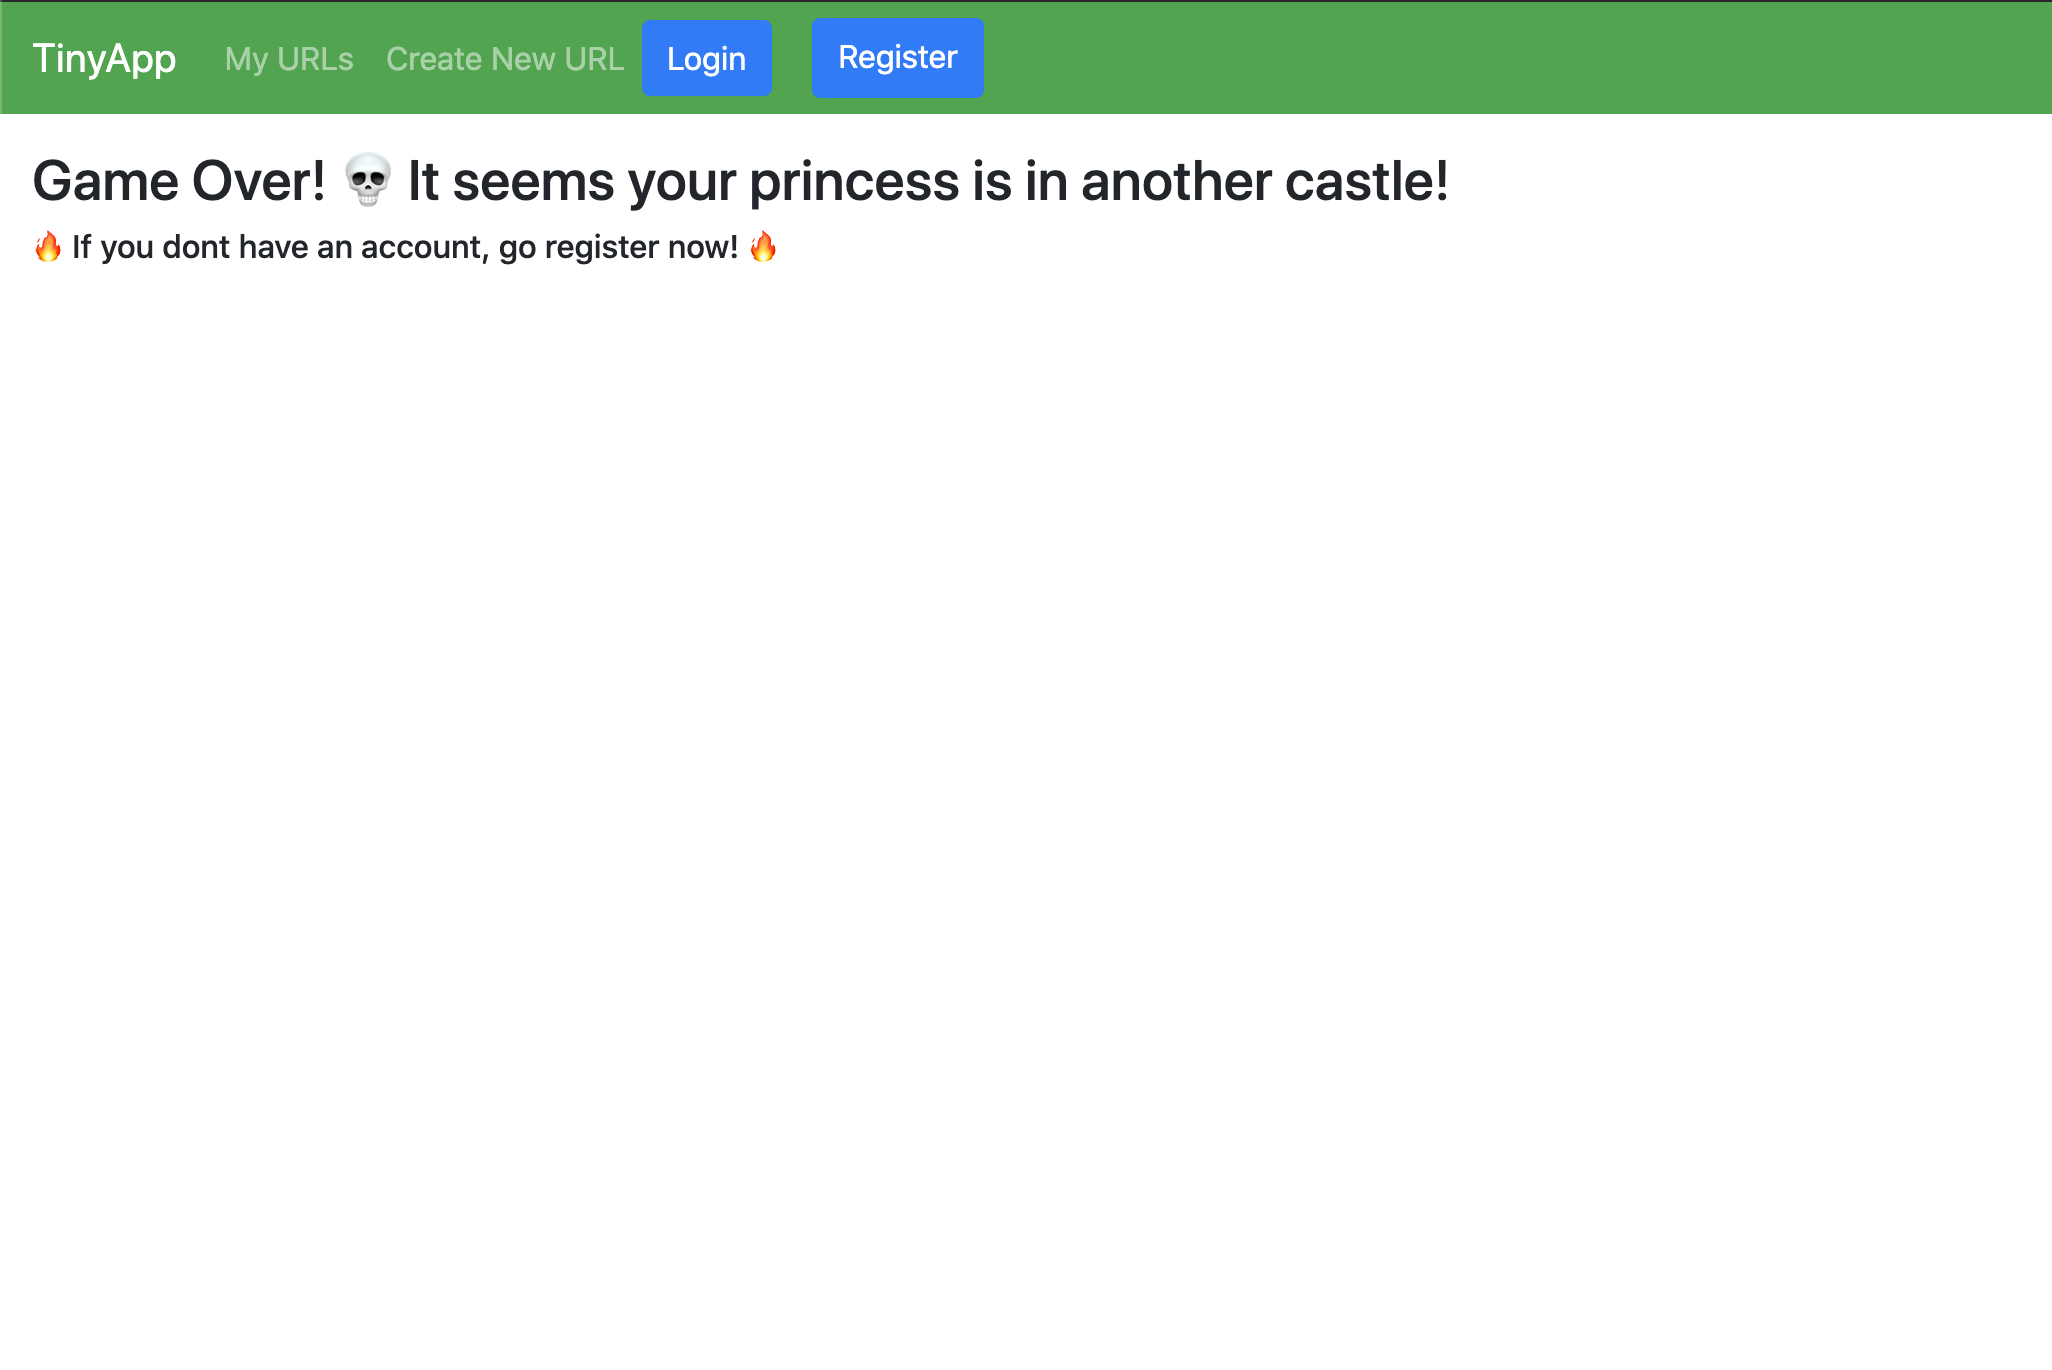 TinyApp My URLs Create New URL Login Register
Game Over! 💀 It seems your princess is in another castle!
🔥 If you dont have an account, go register now! 🔥